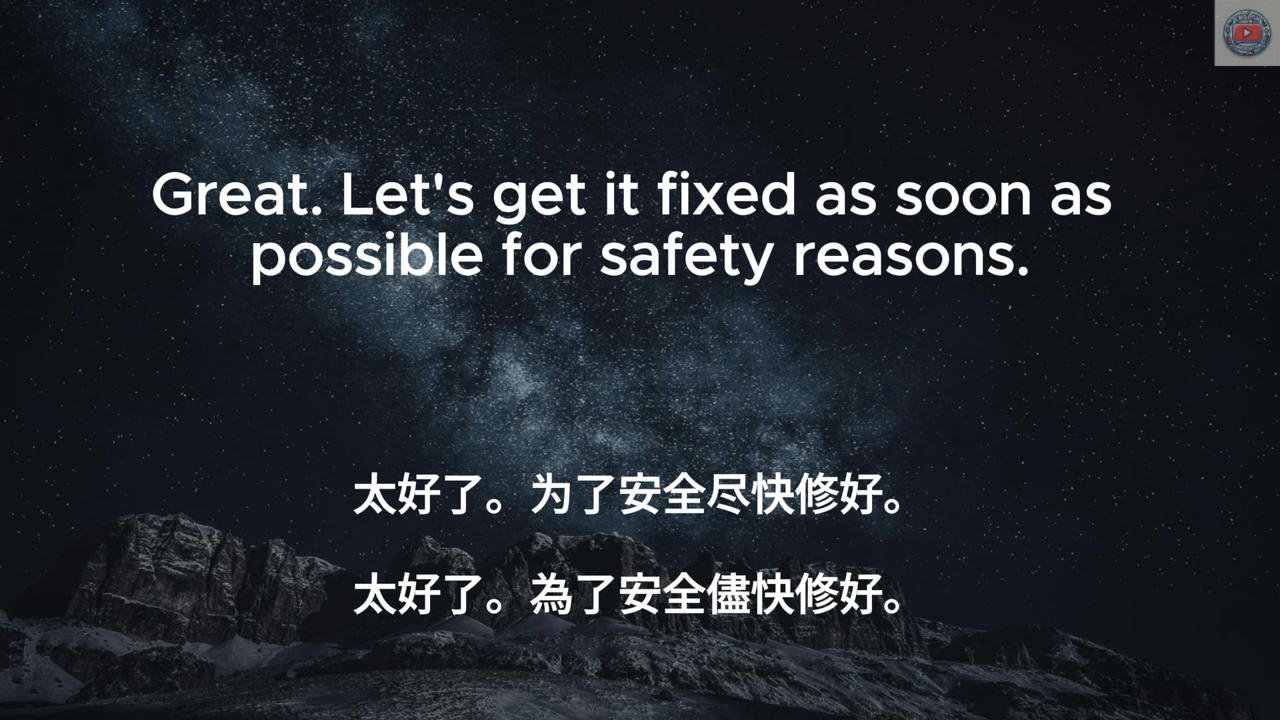 Great. Let's get it fixed as soon as
possible for safety reasons.
太好了。为了安全尽快修好。
太好了。為了安全儘快修好。